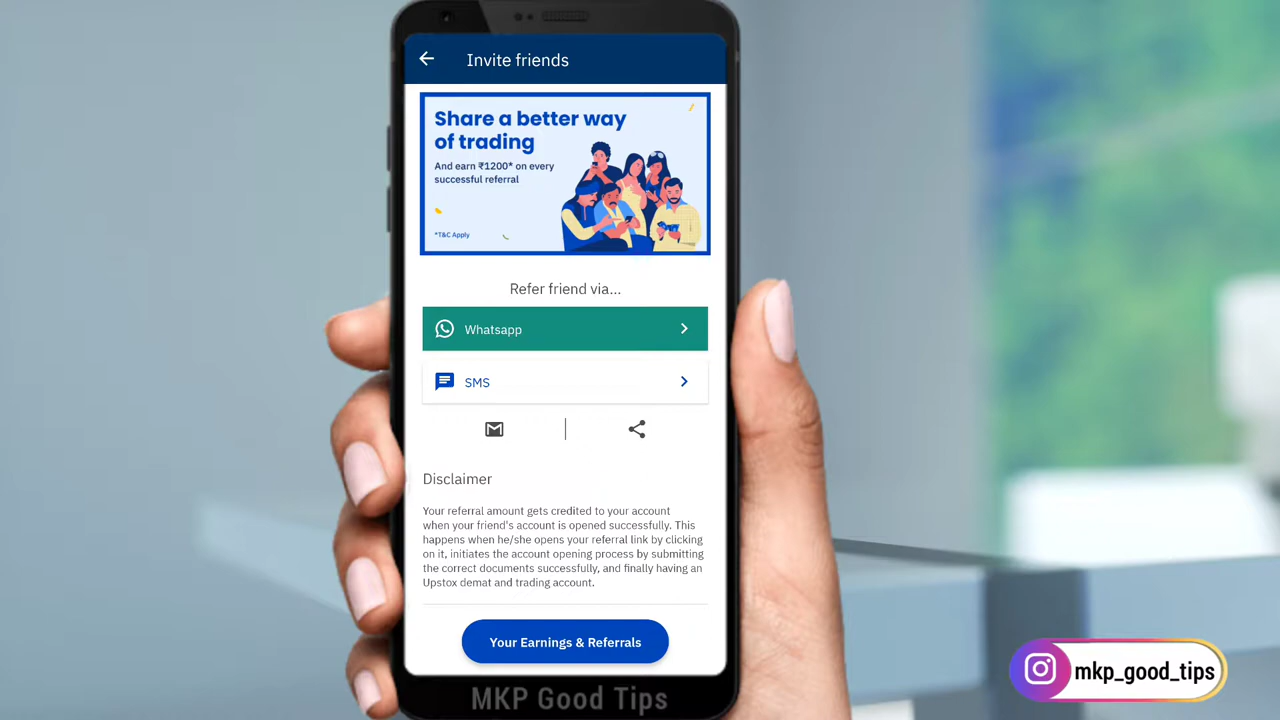 Invite friends
Share a better way
of trading
And earn ₹1200* on every
successful referral
*T&C Apply
Refer friend via...
Whatsapp
SMS
Disclaimer
Your referral amount gets credited to your account
when your friend's account is opened successfully. This
happens when he/she opens your referral link by clicking
on it, initiates the account opening process by submitting
the correct documents successfully, and finally having an
Upstox demat and trading account.
Your Earnings & Referrals
MKP Good Tips
mkp_good_tips